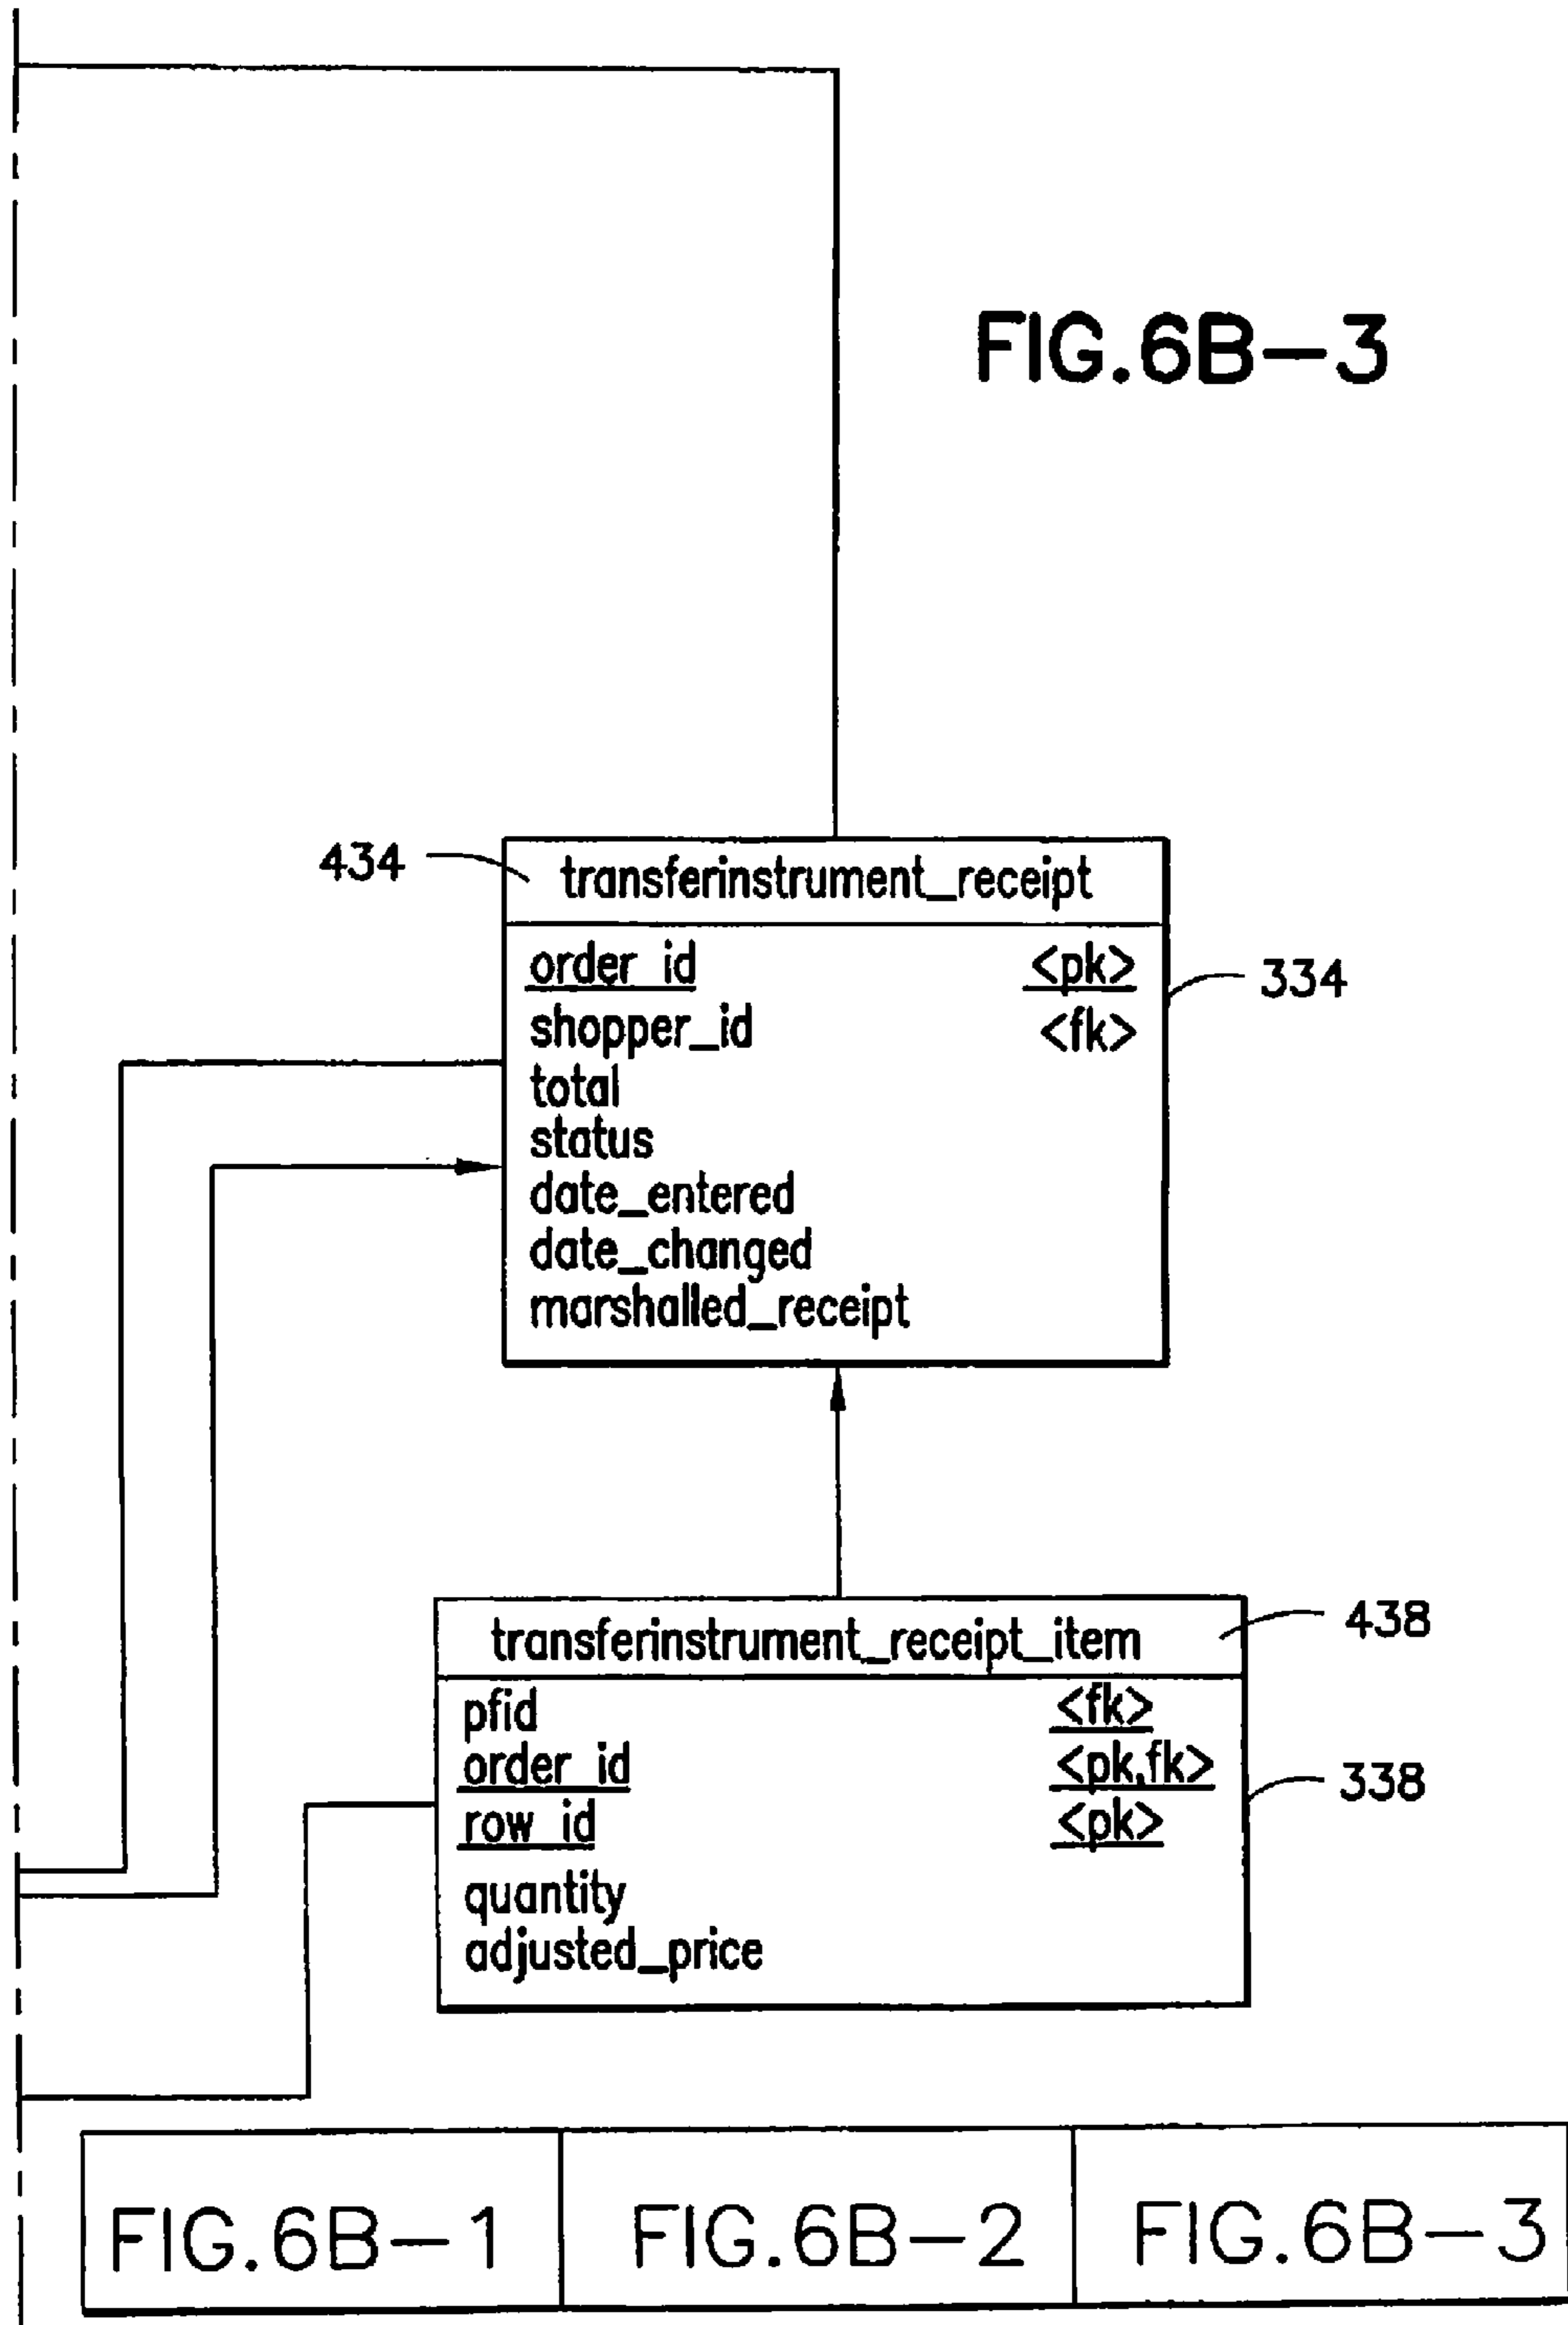 FIG.6B-3
434 transferinstrument_receipt
order_id <pk>
334
shopper_id <fk>
total
status
date_entered
date_changed
marshalled_receipt
438
transferinstrument_receipt_item
pfid <fk>
order_id <pk,fk>
338
row_id <pk>
quantity
adjusted_price
FIG.6B-1 FIG.6B-2 FIG.6B-3